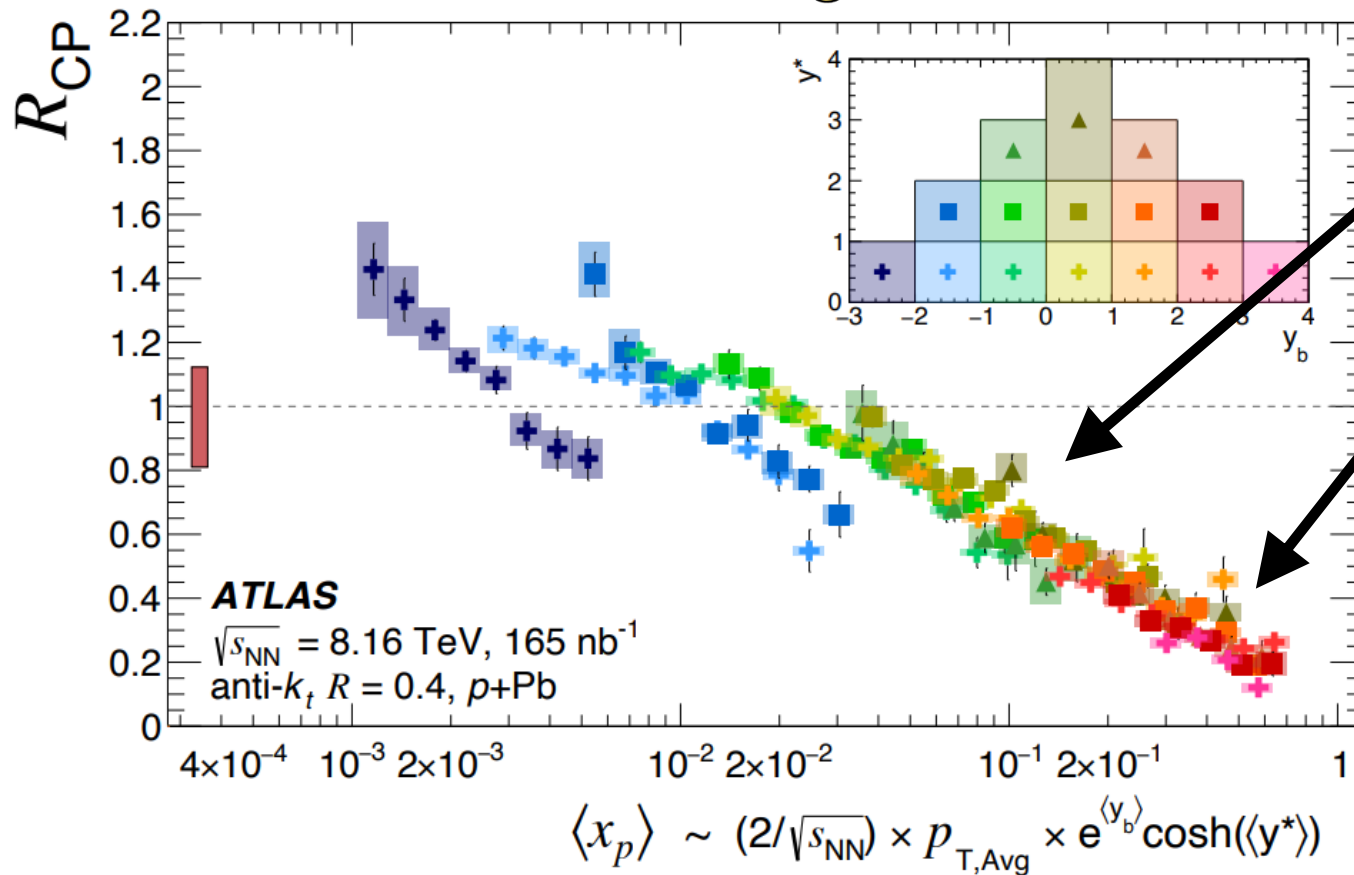 R_CP
2.2
2
1.8
1.6
1.4
1.2
1
0.8
0.6
0.4
0.2
0
y*
4
3
2
1
0
−3 −2 −1 0 1 2 3 4
y_b
ATLAS
√s_NN = 8.16 TeV, 165 nb⁻¹
anti-k_t R = 0.4, p+Pb
4×10⁻⁴ 10⁻³ 2×10⁻³ 10⁻² 2×10⁻² 10⁻¹ 2×10⁻¹ 1
⟨x_p⟩ ~ (2/√s_NN) × p_T,Avg × e^⟨y_b⟩ cosh(⟨y*⟩)